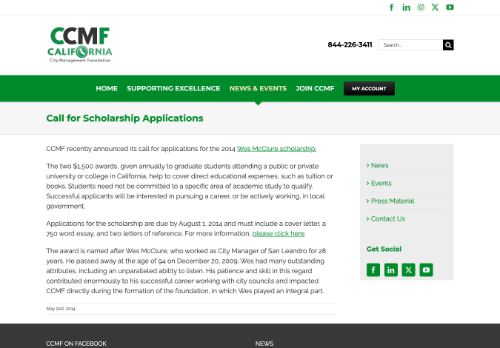 CCMF
CALIFORNIA
City Management Foundation
844-226-3411
Search...
HOME
SUPPORTING EXCELLENCE
NEWS & EVENTS
JOIN CCMF
MY ACCOUNT
Call for Scholarship Applications
CCMF recently announced its call for applications for the 2014 Wes McClure scholarship.
The two $1,500 awards, given annually to graduate students attending a public or private
university or college in California, help to cover direct educational expenses, such as tuition or
books. Students need not be committed to a specific area of academic study to qualify.
Successful applicants will be interested in pursuing a career, or be actively working, in local
government.
Applications for the scholarship are due by August 1, 2014 and must include a cover letter, a
750 word essay, and two letters of reference. For more information, please click here.
The award is named after Wes McClure, who worked as City Manager of San Leandro for 28
years. He passed away at the age of 94 on December 20, 2009. Wes had many outstanding
attributes, including an unparalleled ability to listen. His patience and skill in this regard
contributed enormously to his successful career working with city councils and impacted
CCMF directly during the formation of the foundation, in which Wes played an integral part.
May 21st, 2014
> News
> Events
> Press Material
> Contact Us
Get Social
CCMF ON FACEBOOK
NEWS